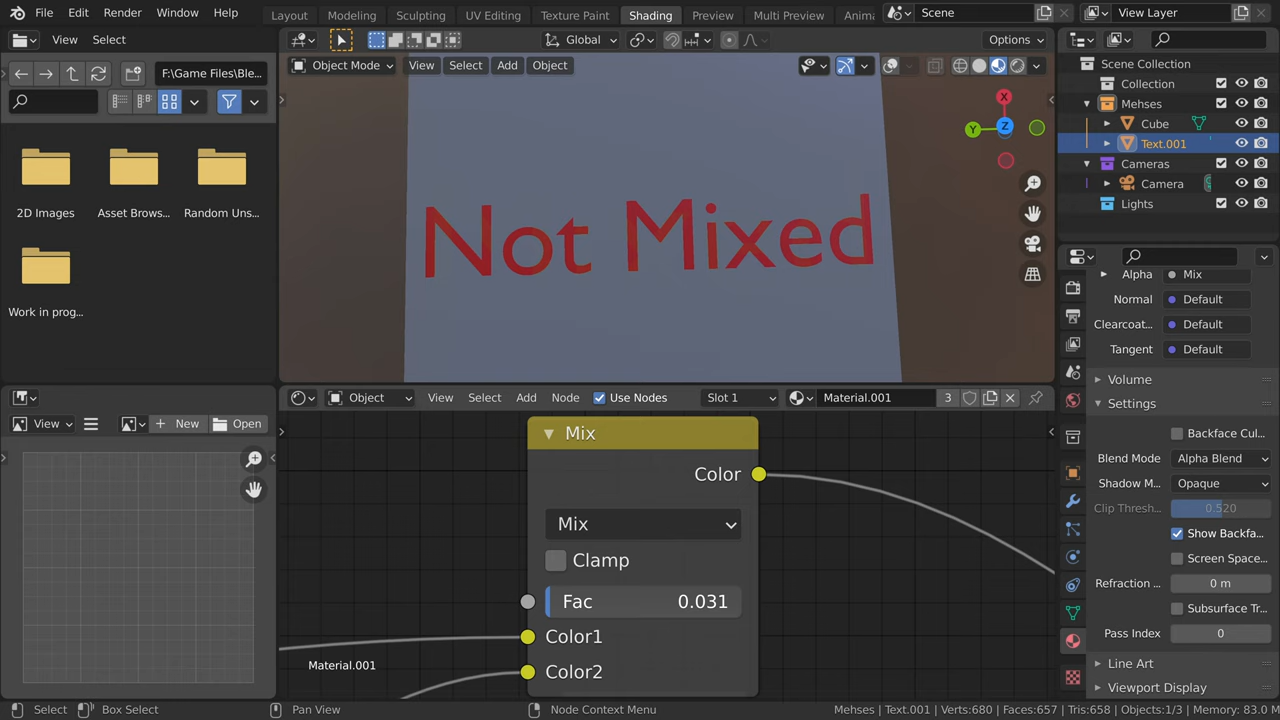 File Edit Render Window Help Layout Modeling Sculpting UV Editing Texture Paint Shading Preview Multi Preview Anima Scene View Layer
View Select Global Options
F:\Game Files\Ble...
Object Mode View Select Add Object
2D Images Asset Brows... Random Uns...
Work in prog...
Not Mixed
X
Y Z
Scene Collection
Collection
Mehses
Cube
Text.001
Cameras
Camera
Lights
Alpha Mix
Normal Default
Clearcoat... Default
Tangent Default
Volume
Settings
Backface Cul...
Blend Mode Alpha Blend
Shadow M... Opaque
Clip Thresh... 0.520
Show Backfa...
Screen Space...
Refraction ... 0 m
Subsurface Tr...
Pass Index 0
Line Art
Viewport Display
View New Open
Object View Select Add Node Use Nodes Slot 1 Material.001 3
Mix
Color
Mix
Clamp
Fac 0.031
Color1
Color2
Material.001
Select Box Select Pan View Node Context Menu Mehses | Text.001 | Verts:680 | Faces:657 | Tris:658 | Objects:1/3 | Memory: 83.0 M